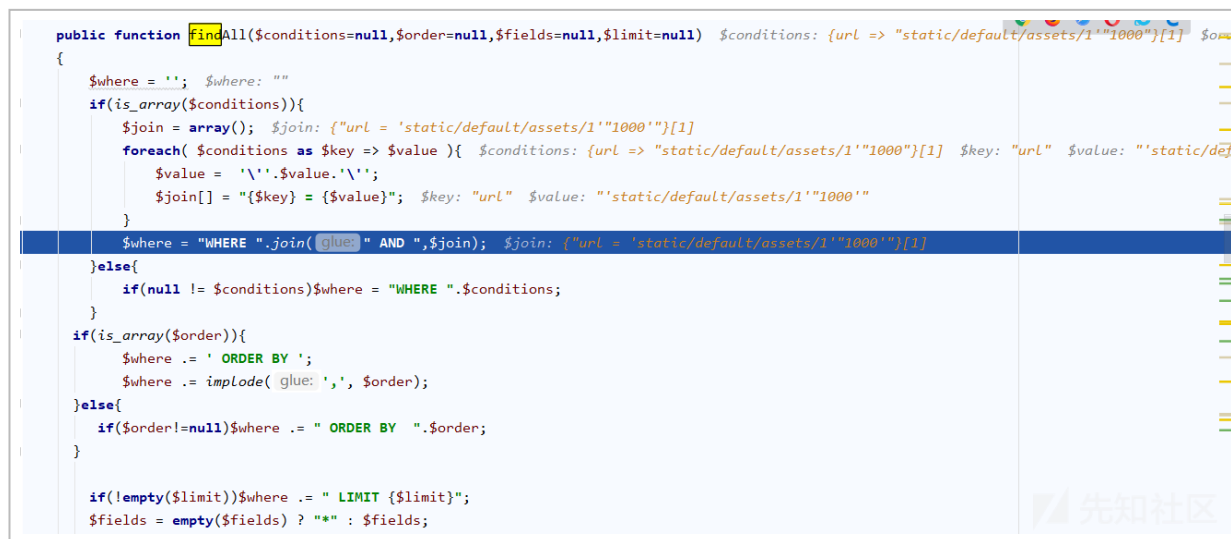 public function findAll($conditions=null,$order=null,$fields=null,$limit=null) $conditions: {url => "static/default/assets/1'"1000"}[1]
{
$where = ''; $where: ""
if(is_array($conditions)){
$join = array(); $join: {"url = 'static/default/assets/1'"1000'"}[1]
foreach( $conditions as $key => $value ){ $conditions: {url => "static/default/assets/1'"1000"}[1] $key: "url" $value: "'static/def
$value = '\''.$value.'\'';
$join[] = "{$key} = {$value}"; $key: "url" $value: "'static/default/assets/1'"1000'"
}
$where = "WHERE ".join( glue: " AND ",$join); $join: {"url = 'static/default/assets/1'"1000'"}[1]
}else{
if(null != $conditions)$where = "WHERE ".$conditions;
}
if(is_array($order)){
$where .= ' ORDER BY ';
$where .= implode( glue: ',', $order);
}else{
if($order!=null)$where .= " ORDER BY  ".$order;
}
if(!empty($limit))$where .= " LIMIT {$limit}";
$fields = empty($fields) ? "*" : $fields;
先知社区